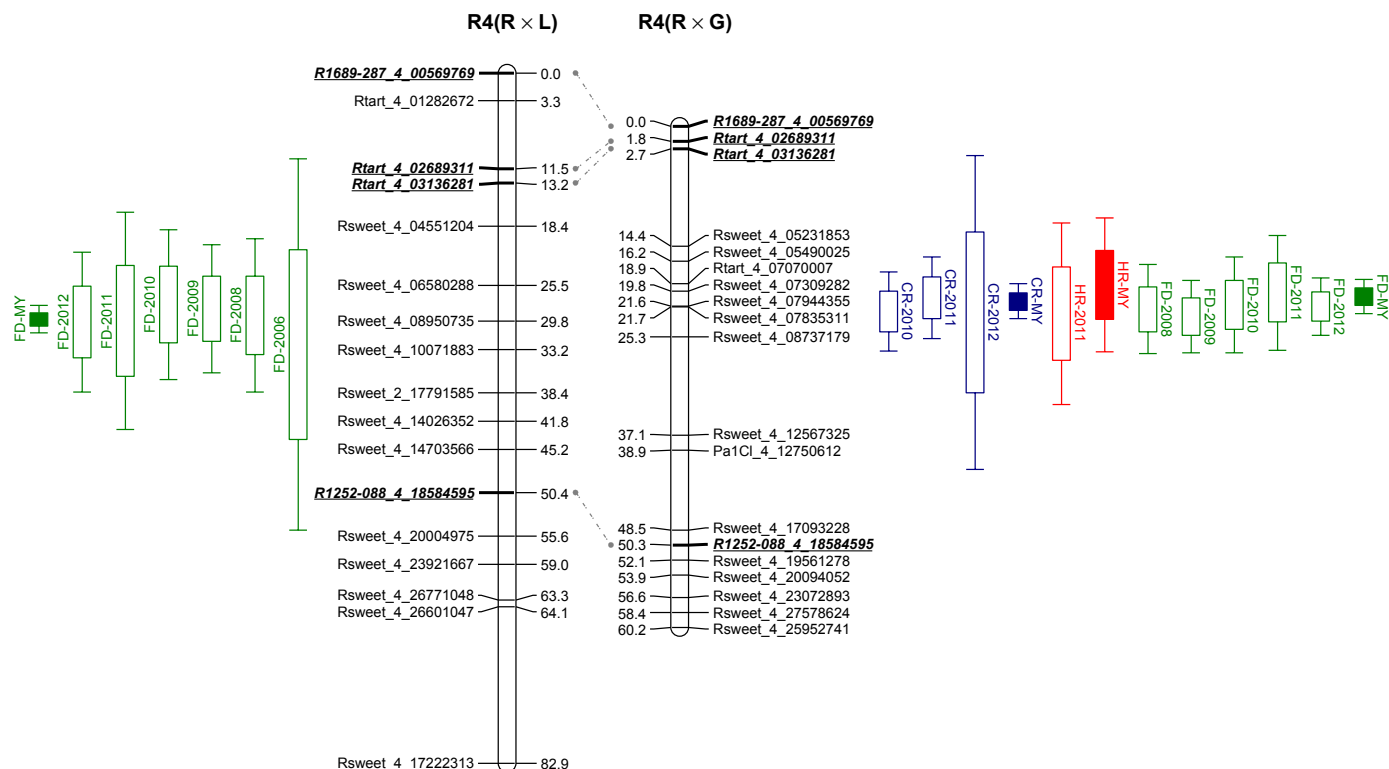 R4(R × L)
R4(R × G)
R1689-287_4_00569769 0.0
Rtart_4_01282672 3.3
Rtart_4_02689311 11.5
Rtart_4_03136281 13.2
Rsweet_4_04551204 18.4
Rsweet_4_06580288 25.5
Rsweet_4_08950735 29.8
Rsweet_4_10071883 33.2
Rsweet_2_17791585 38.4
Rsweet_4_14026352 41.8
Rsweet_4_14703566 45.2
R1252-088_4_18584595 50.4
Rsweet_4_20004975 55.6
Rsweet_4_23921667 59.0
Rsweet_4_26771048 63.3
Rsweet_4_26601047 64.1
Rsweet_4_17222313 82.9
0.0 R1689-287_4_00569769
1.8 Rtart_4_02689311
2.7 Rtart_4_03136281
14.4 Rsweet_4_05231853
16.2 Rsweet_4_05490025
18.9 Rtart_4_07070007
19.8 Rsweet_4_07309282
21.6 Rsweet_4_07944355
21.7 Rsweet_4_07835311
25.3 Rsweet_4_08737179
37.1 Rsweet_4_12567325
38.9 Pa1Cl_4_12750612
48.5 Rsweet_4_17093228
50.3 R1252-088_4_18584595
52.1 Rsweet_4_19561278
53.9 Rsweet_4_20094052
56.6 Rsweet_4_23072893
58.4 Rsweet_4_27578624
60.2 Rsweet_4_25952741
FD-MY
FD-2012
FD-2011
FD-2010
FD-2009
FD-2008
FD-2006
CR-2010
CR-2011
CR-2012
CR-MY
HR-2011
HR-MY
FD-2008
FD-2009
FD-2010
FD-2011
FD-2012
FD-MY